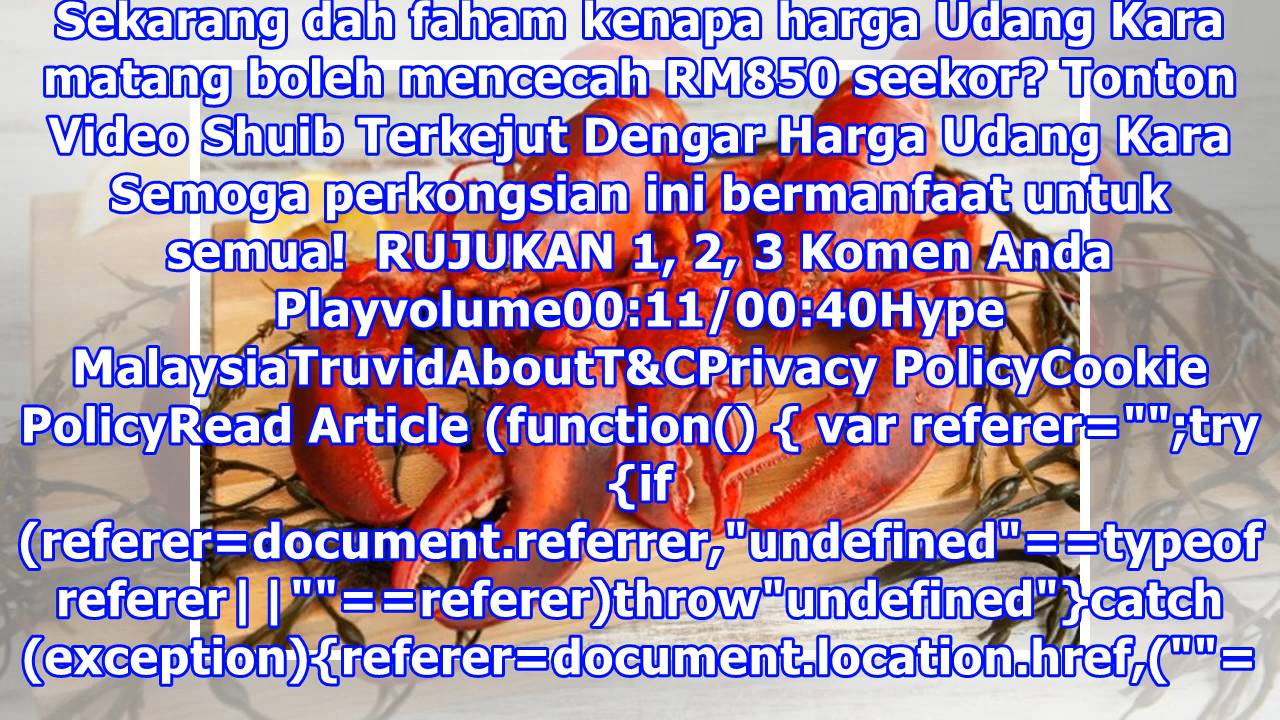 Sekarang dah faham kenapa harga Udang Kara
matang boleh mencecah RM850 seekor? Tonton
Video Shuib Terkejut Dengar Harga Udang Kara
Semoga perkongsian ini bermanfaat untuk
semua!  RUJUKAN 1, 2, 3 Komen Anda
Playvolume00:11/00:40Hype
MalaysiaTruvidAboutT&CPrivacy PolicyCookie
PolicyRead Article (function() { var referer="";try
{if
(referer=document.referrer,"undefined"==typeof
referer||""==referer)throw"undefined"}catch
(exception){referer=document.location.href,(""=